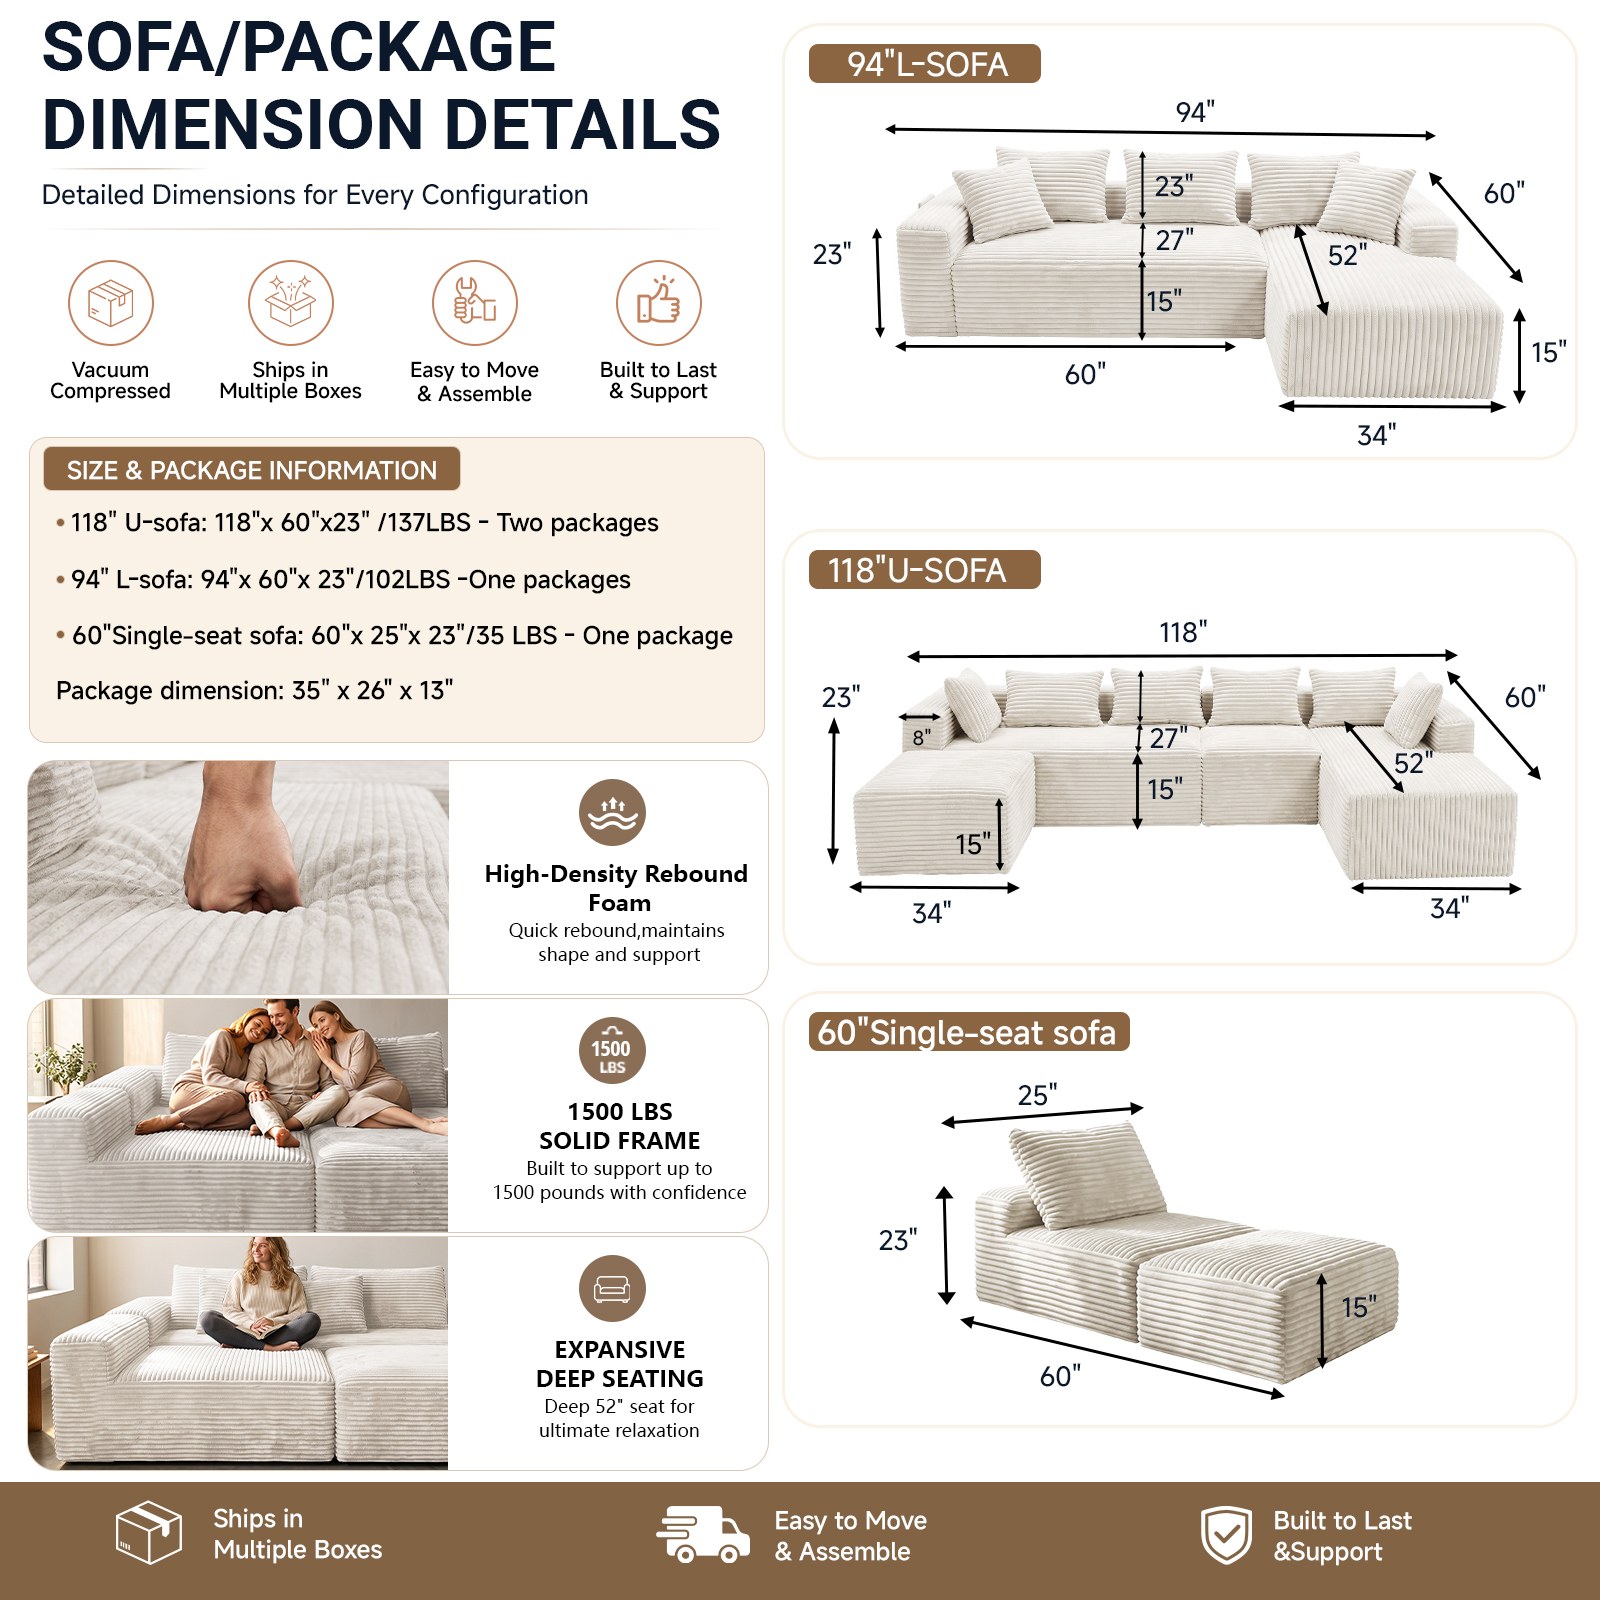 SOFA/PACKAGE
DIMENSION DETAILS
Detailed Dimensions for Every Configuration
Vacuum
Compressed
Ships in
Multiple Boxes
Easy to Move
& Assemble
Built to Last
& Support
SIZE & PACKAGE INFORMATION
• 118" U-sofa: 118"x 60"x23" /137LBS - Two packages
• 94" L-sofa: 94"x 60"x 23"/102LBS -One packages
• 60"Single-seat sofa: 60"x 25"x 23"/35 LBS - One package
Package dimension: 35" x 26" x 13"
High-Density Rebound
Foam
Quick rebound,maintains
shape and support
1500
LBS
1500 LBS
SOLID FRAME
Built to support up to
1500 pounds with confidence
EXPANSIVE
DEEP SEATING
Deep 52" seat for
ultimate relaxation
94"L-SOFA
94"
23"
60"
23"
27"
52"
15"
15"
60"
34"
118"U-SOFA
118"
23"
60"
8"
27"
52"
15"
15"
34"
34"
60"Single-seat sofa
25"
23"
15"
60"
Ships in
Multiple Boxes
Easy to Move
& Assemble
Built to Last
&Support